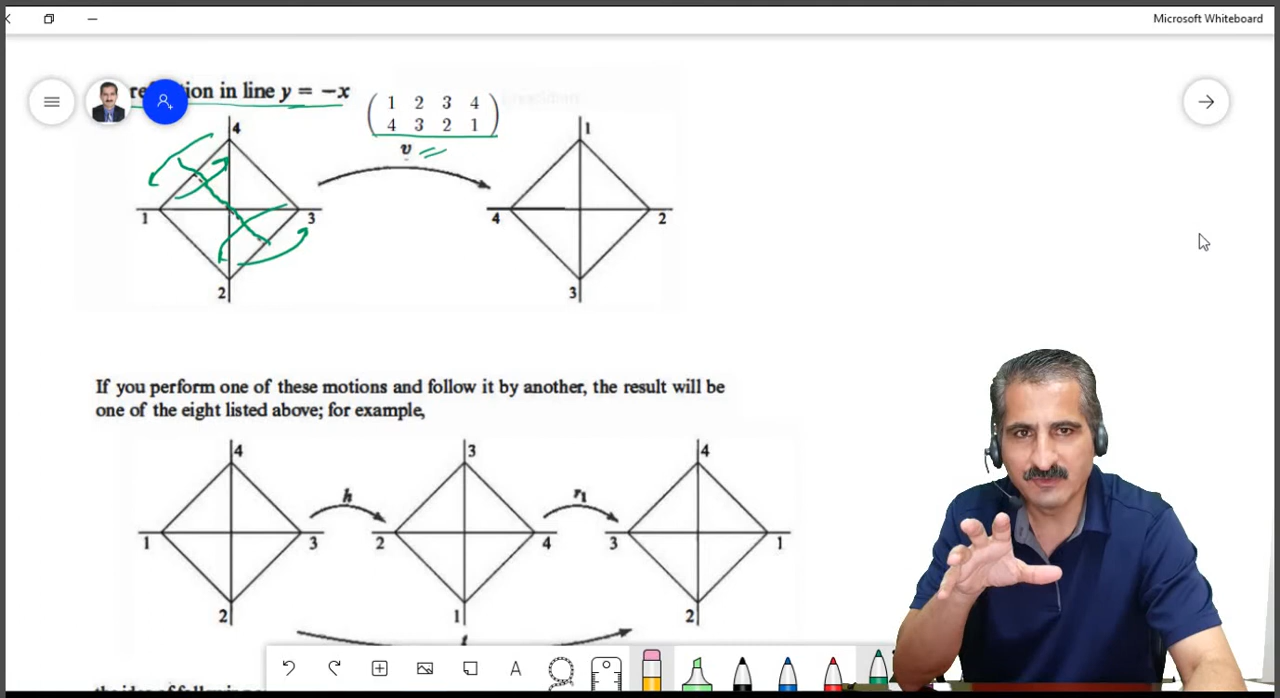 Microsoft Whiteboard
ion in line y = −x
1 2 3 4
4 3 2 1
v
4
1
3
2
1
4
2
3
If you perform one of these motions and follow it by another, the result will be
one of the eight listed above; for example,
4
1
3
2
h
3
2
4
1
r₁
4
3
1
2
A